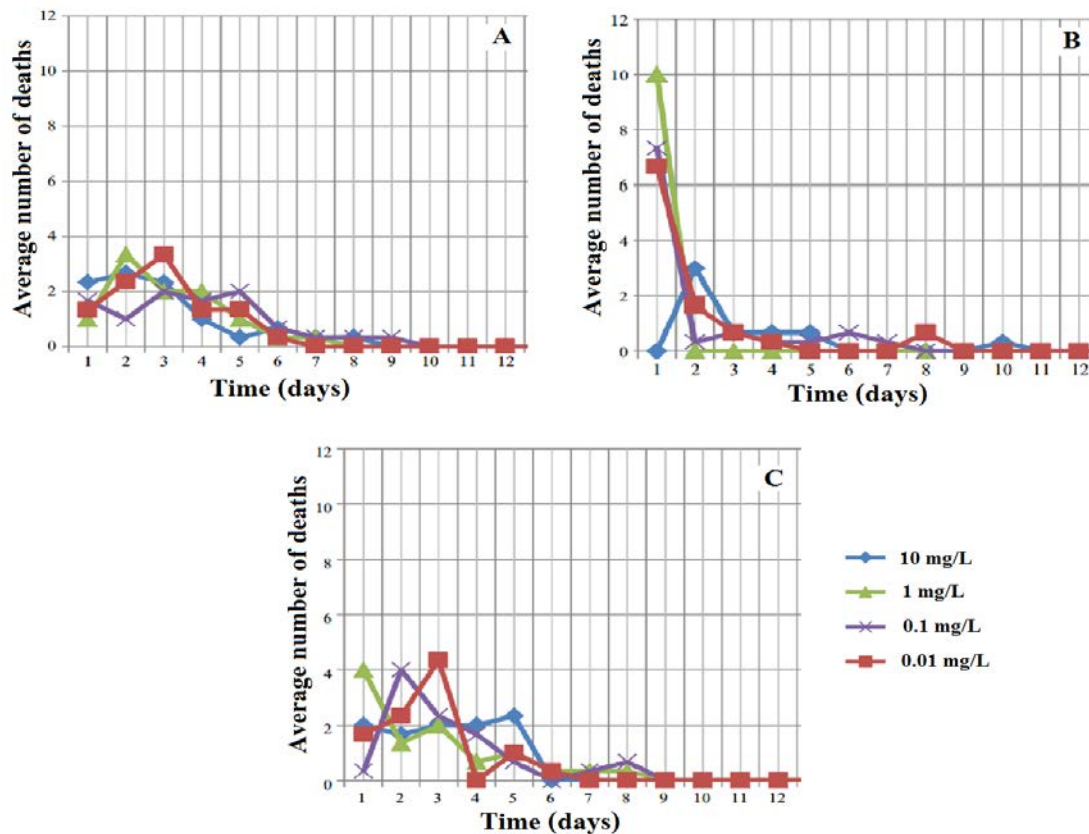 A
Average number of deaths
12
10
8
6
4
2
0
1 2 3 4 5 6 7 8 9 10 11 12
Time (days)
B
Average number of deaths
12
10
8
6
4
2
0
1 2 3 4 5 6 7 8 9 10 11 12
Time (days)
C
Average number of deaths
12
10
8
6
4
2
0
1 2 3 4 5 6 7 8 9 10 11 12
Time (days)
10 mg/L
1 mg/L
0.1 mg/L
0.01 mg/L